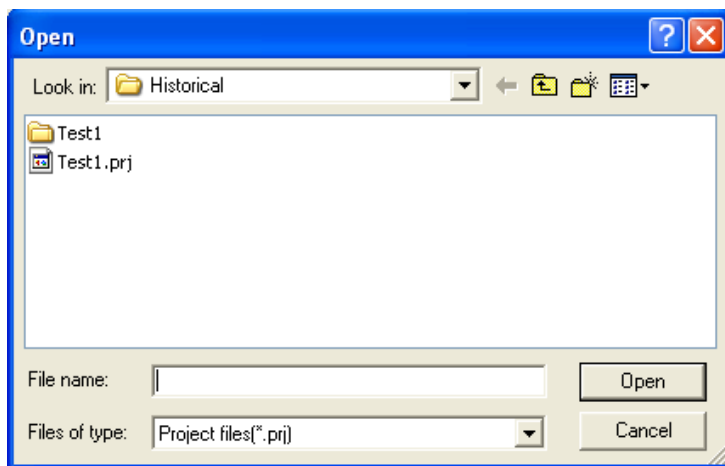 Open
Look in: Historical
Test1
Test1.prj
File name: Open
Files of type: Project files(*.prj) Cancel